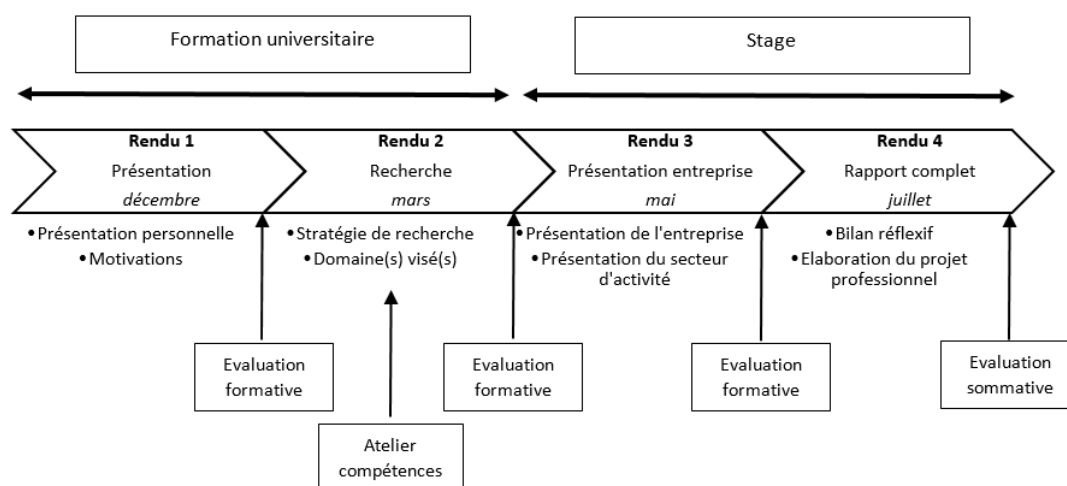 Formation universitaire
Stage
Rendu 1
Présentation
décembre
Rendu 2
Recherche
mars
Rendu 3
Présentation entreprise
mai
Rendu 4
Rapport complet
juillet
•Présentation personnelle
•Motivations
•Stratégie de recherche
•Domaine(s) visé(s)
•Présentation de l'entreprise
•Présentation du secteur
d'activité
•Bilan réflexif
•Elaboration du projet
professionnel
Evaluation
formative
Evaluation
formative
Evaluation
formative
Evaluation
sommative
Atelier
compétences